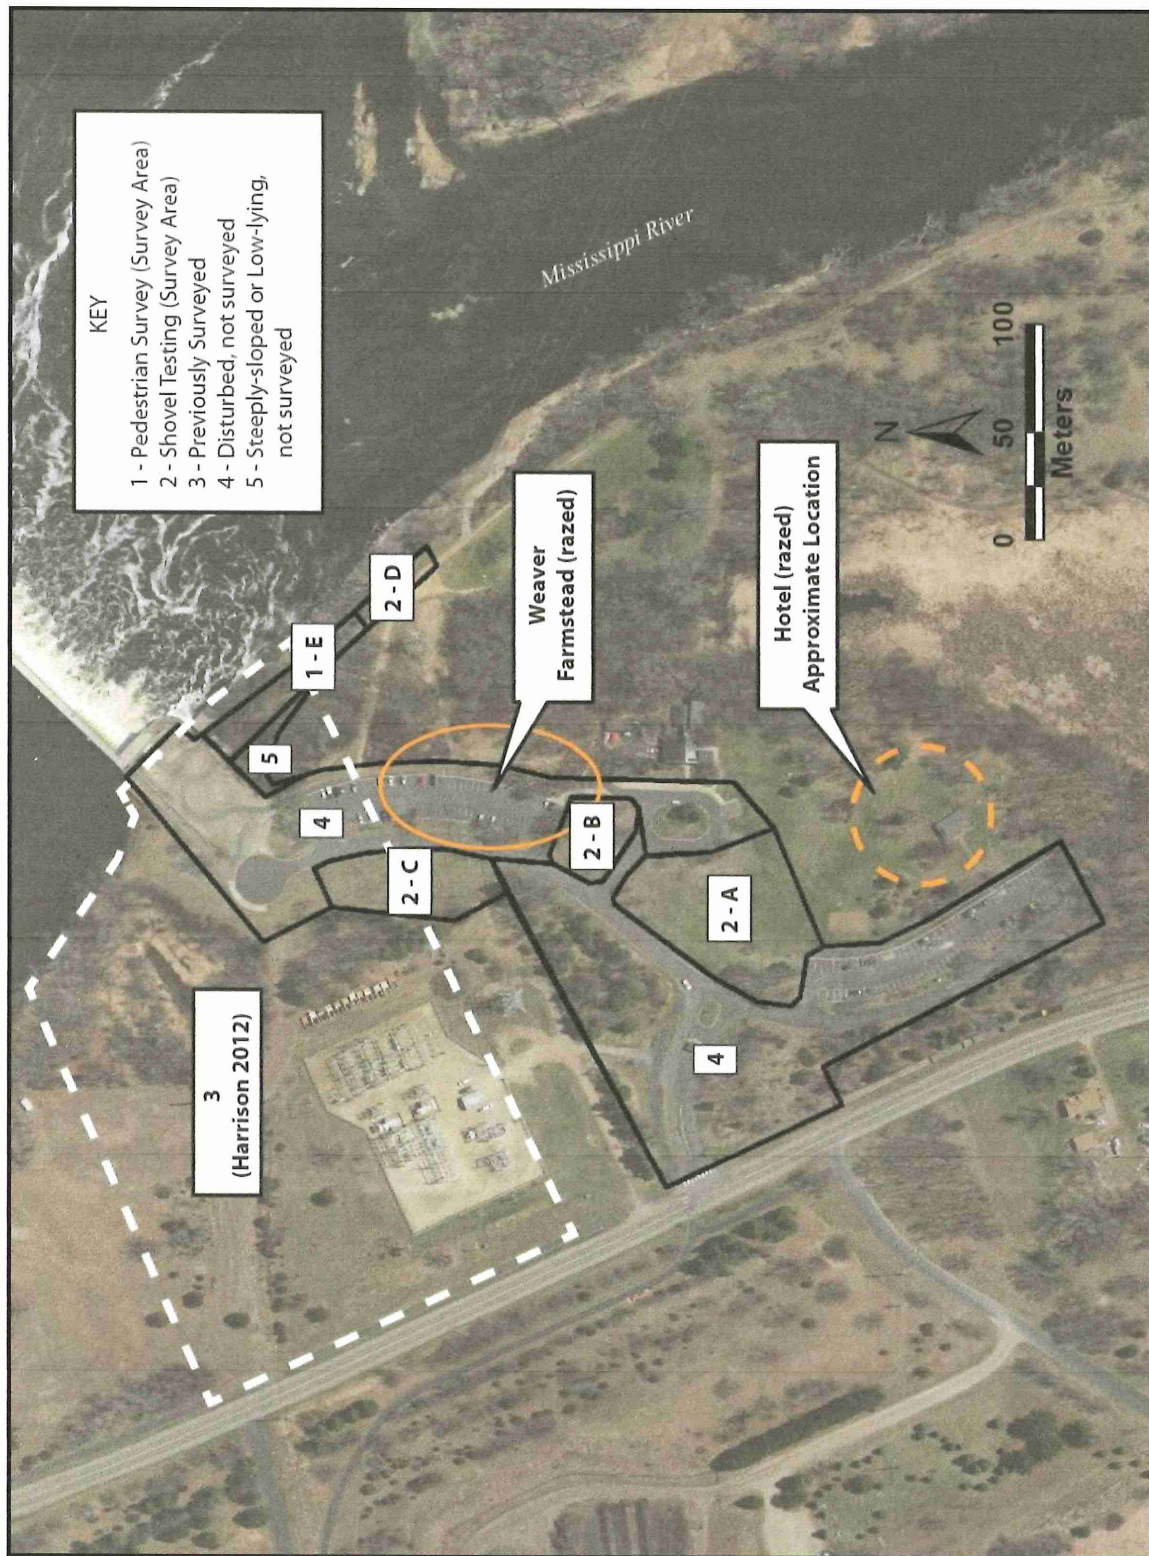 KEY
1 - Pedestrian Survey (Survey Area)
2 - Shovel Testing (Survey Area)
3 - Previously Surveyed
4 - Disturbed, not surveyed
5 - Steeply-sloped or Low-lying,
not surveyed
3
(Harrison 2012)
Mississippi River
1 - E
2 - D
5
4
2 - C
Weaver
Farmstead (razed)
2 - B
2 - A
4
Hotel (razed)
Approximate Location
N
0
50
100
Meters